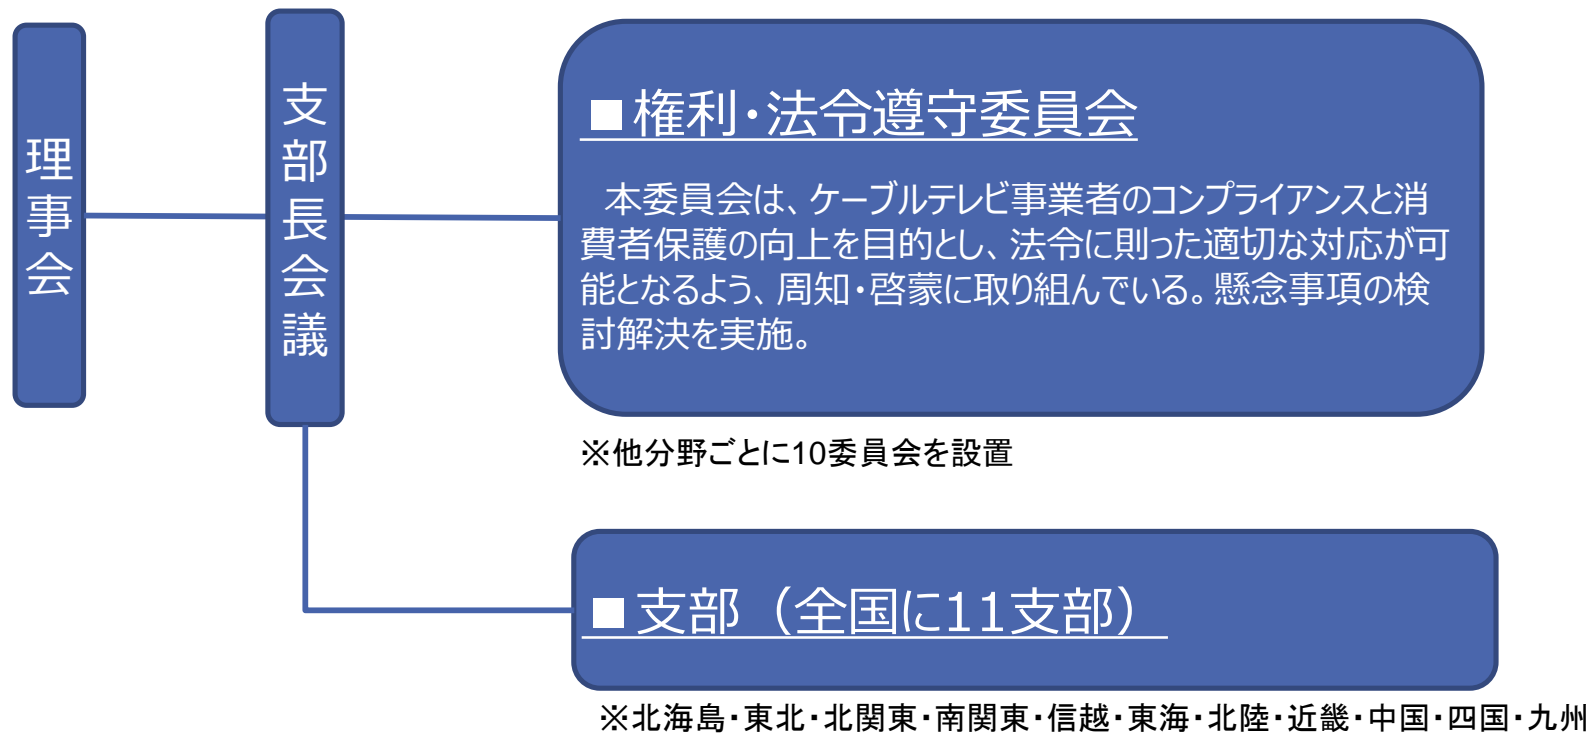 理事会
支部長会議
■権利・法令遵守委員会
本委員会は、ケーブルテレビ事業者のコンプライアンスと消
費者保護の向上を目的とし、法令に則った適切な対応が可
能となるよう、周知・啓蒙に取り組んでいる。懸念事項の検
討解決を実施。
※他分野ごとに10委員会を設置
■支部（全国に11支部）
※北海島・東北・北関東・南関東・信越・東海・北陸・近畿・中国・四国・九州